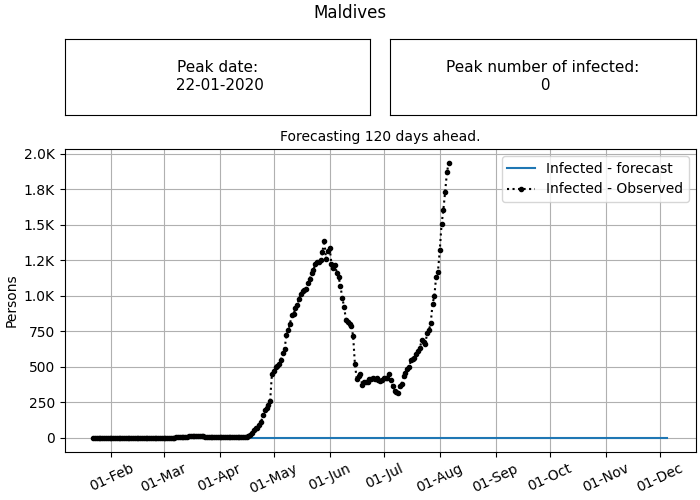 Maldives
Peak date:
22-01-2020
Peak number of infected:
0
Forecasting 120 days ahead.
2.0K
1.8K
1.5K
1.2K
1.0K
750
500
250
0
Persons
Infected - forecast
Infected - Observed
01-Feb
01-Mar
01-Apr
01-May
01-Jun
01-Jul
01-Aug
01-Sep
01-Oct
01-Nov
01-Dec